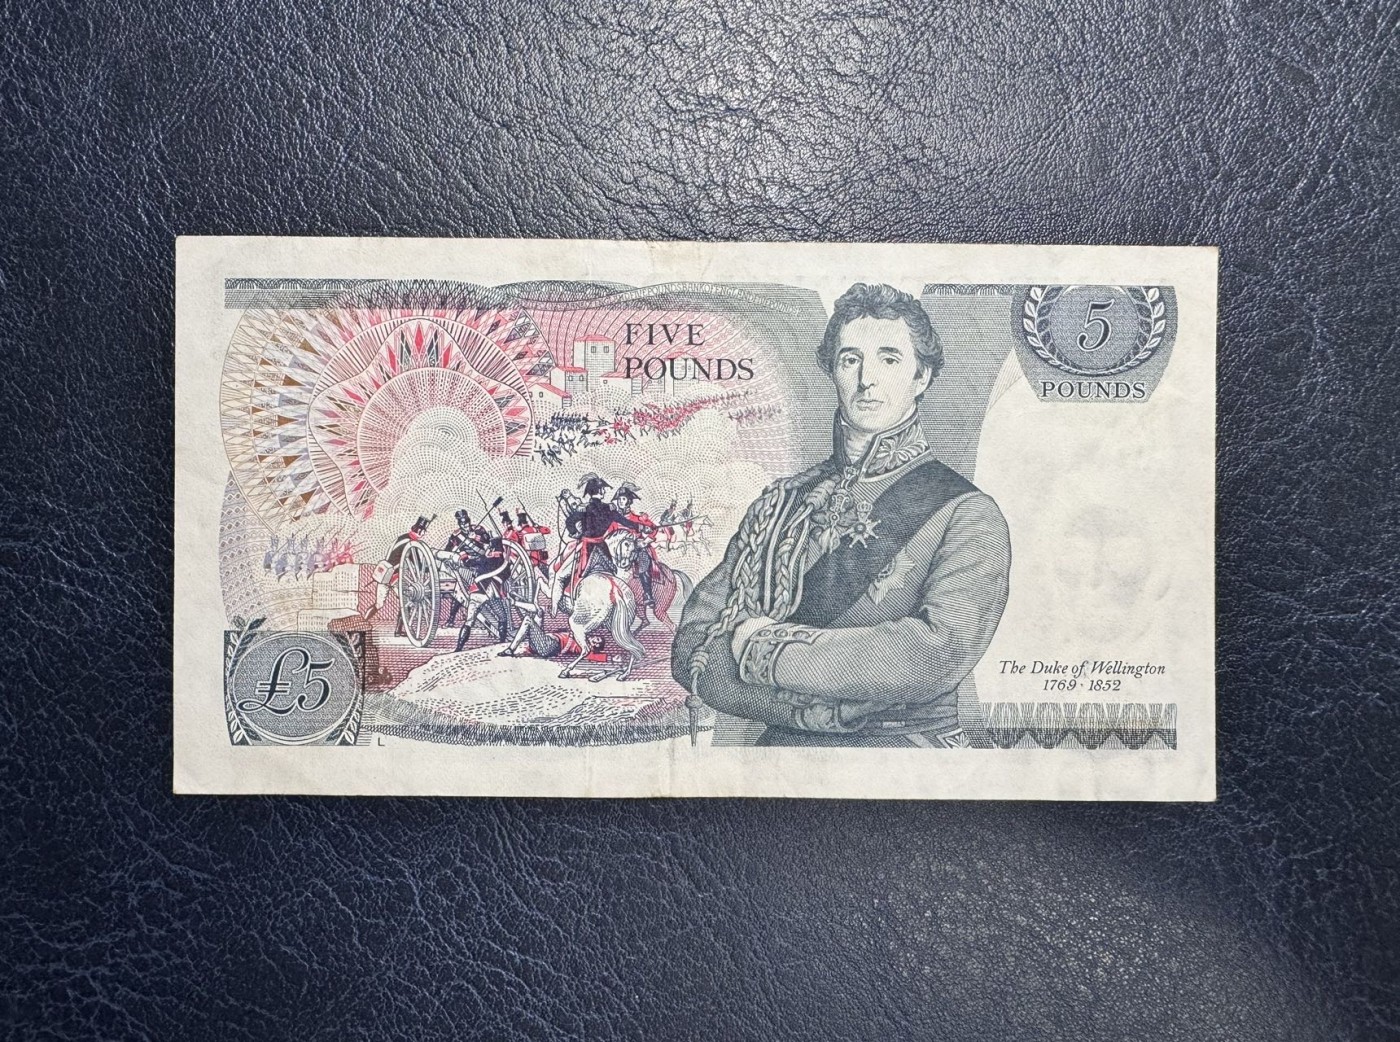 FIVE
POUNDS
5
POUNDS
The Duke of Wellington
1769 · 1852
£5
L